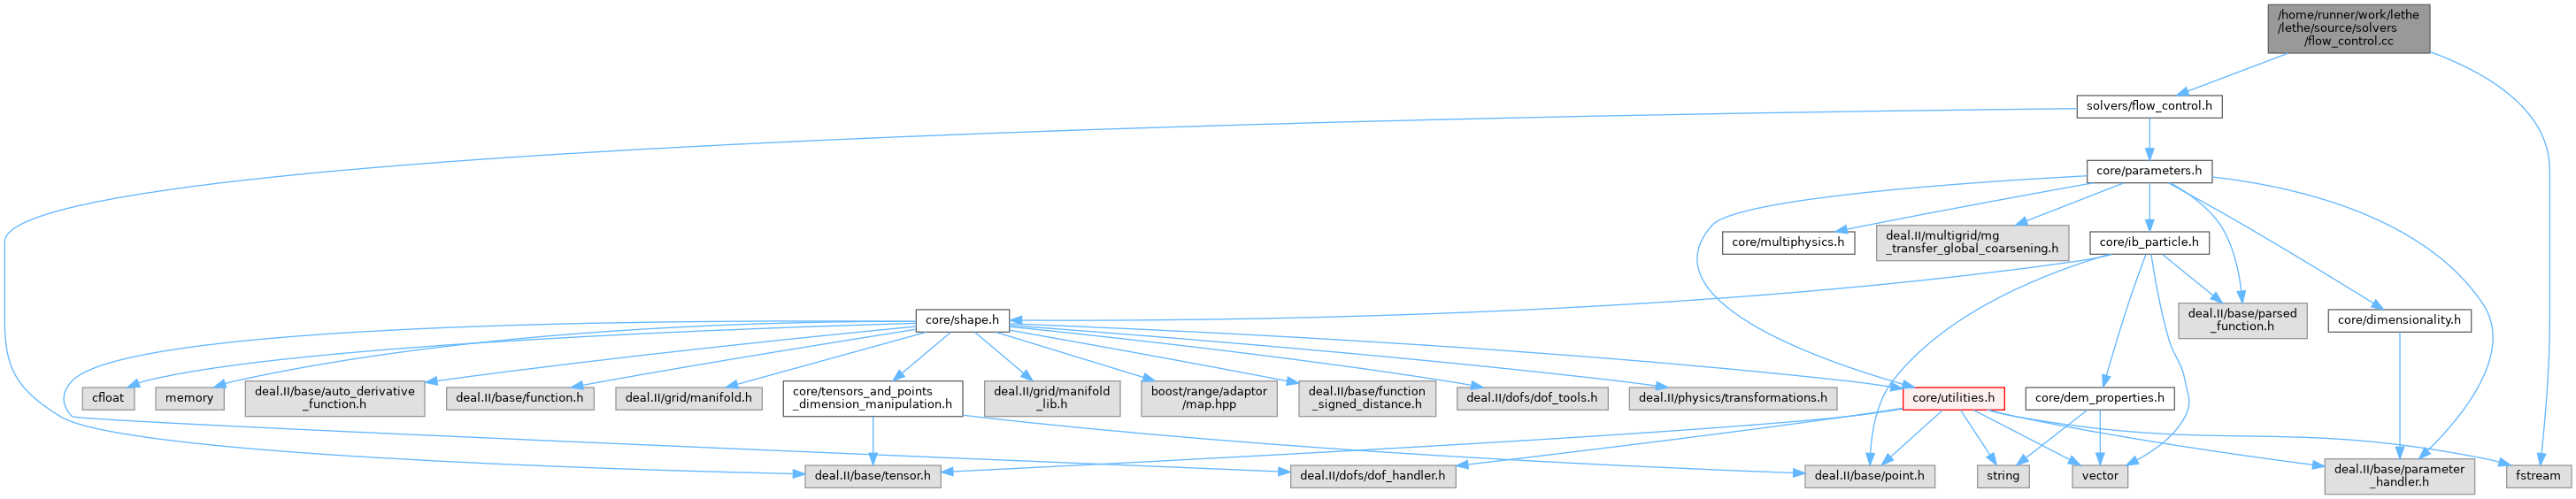 /home/runner/work/lethe
/lethe/source/solvers
/flow_control.cc
solvers/flow_control.h
core/parameters.h
core/multiphysics.h
deal.II/multigrid/mg
_transfer_global_coarsening.h
core/ib_particle.h
core/shape.h
deal.II/base/parsed
_function.h
core/dimensionality.h
cfloat
memory
deal.II/base/auto_derivative
_function.h
deal.II/base/function.h
deal.II/grid/manifold.h
core/tensors_and_points
_dimension_manipulation.h
deal.II/grid/manifold
_lib.h
boost/range/adaptor
/map.hpp
deal.II/base/function
_signed_distance.h
deal.II/dofs/dof_tools.h
deal.II/physics/transformations.h
core/utilities.h
core/dem_properties.h
deal.II/base/tensor.h
deal.II/dofs/dof_handler.h
deal.II/base/point.h
string
vector
deal.II/base/parameter
_handler.h
fstream